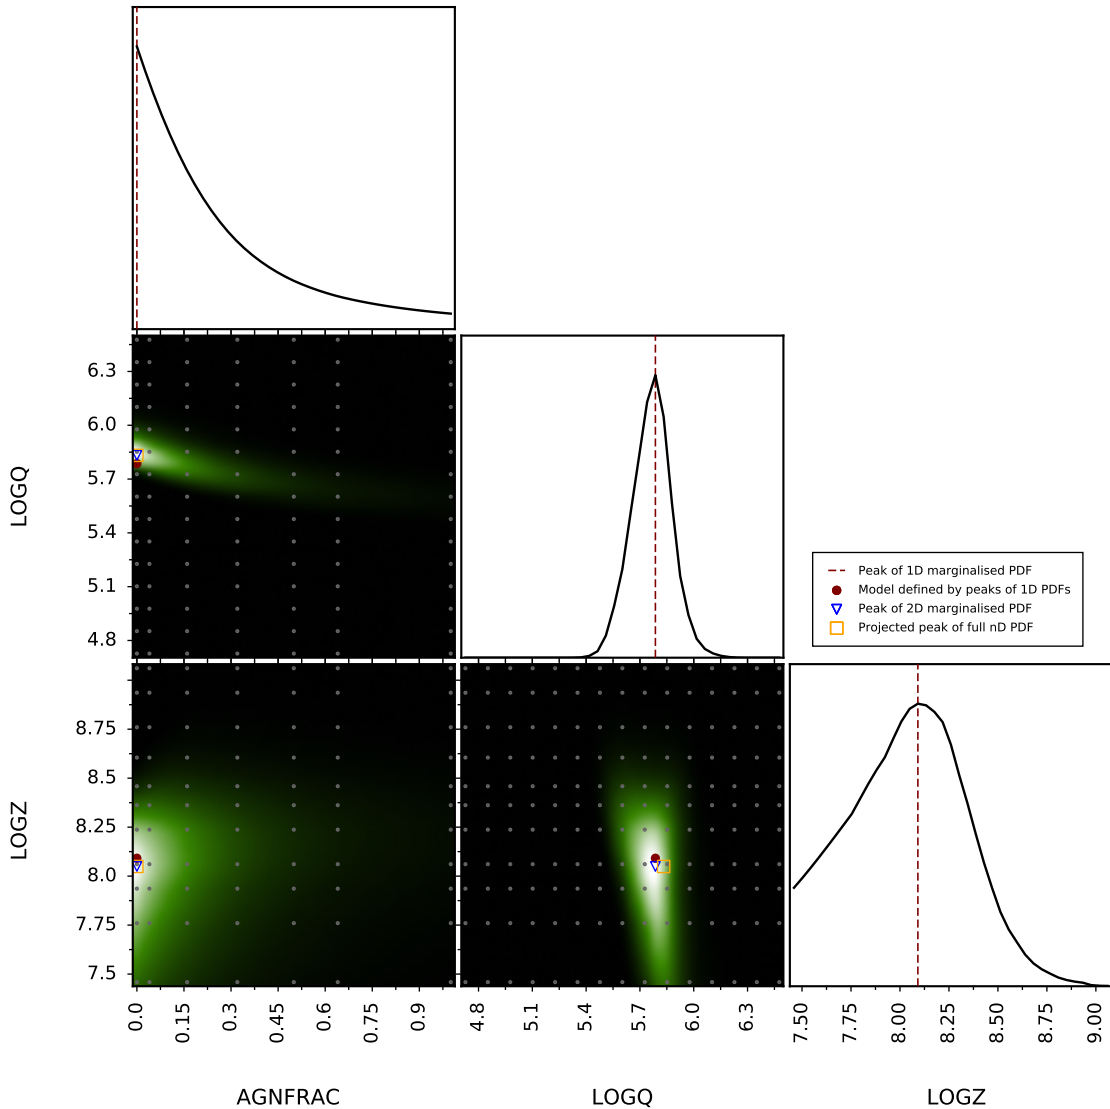 LOGQ
6.3
6.0
5.7
5.4
5.1
4.8
Peak of 1D marginalised PDF
Model defined by peaks of 1D PDFs
Peak of 2D marginalised PDF
Projected peak of full nD PDF
LOGZ
8.75
8.5
8.25
8.0
7.75
7.5
0.0 0.15 0.3 0.45 0.6 0.75 0.9
4.8 5.1 5.4 5.7 6.0 6.3
7.50 7.75 8.00 8.25 8.50 8.75 9.00
AGNFRAC
LOGQ
LOGZ